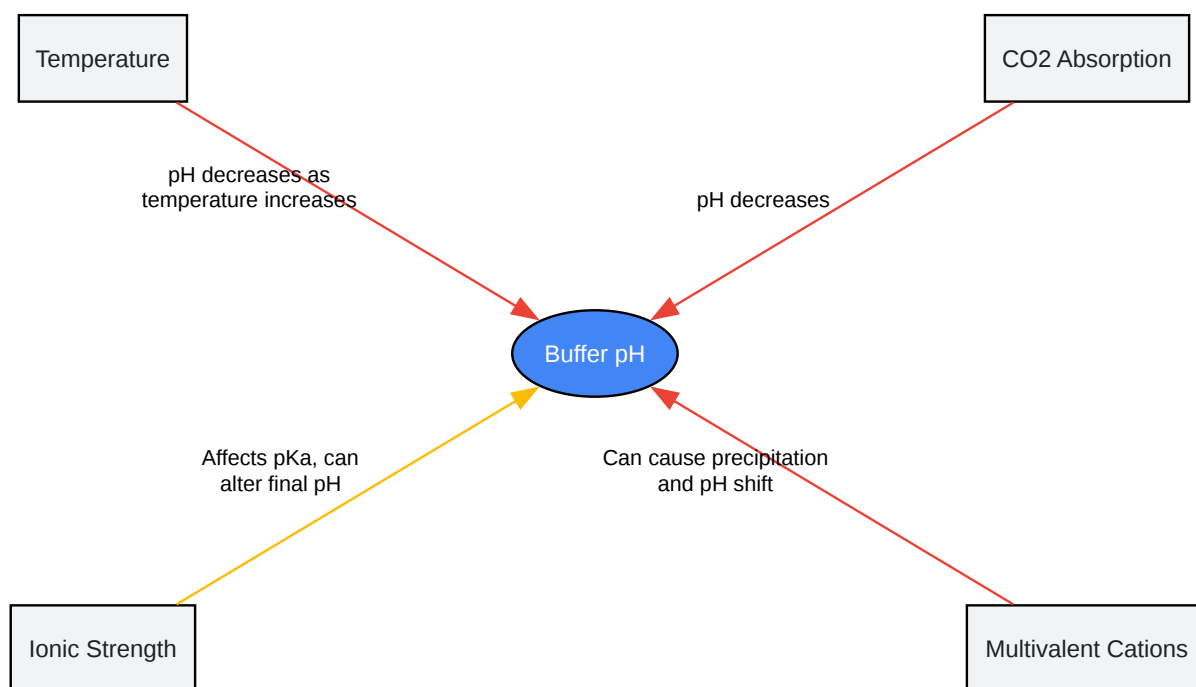 Temperature
CO2 Absorption
pH decreases as
temperature increases
pH decreases
Buffer pH
Affects pKa, can
alter final pH
Can cause precipitation
and pH shift
Ionic Strength
Multivalent Cations